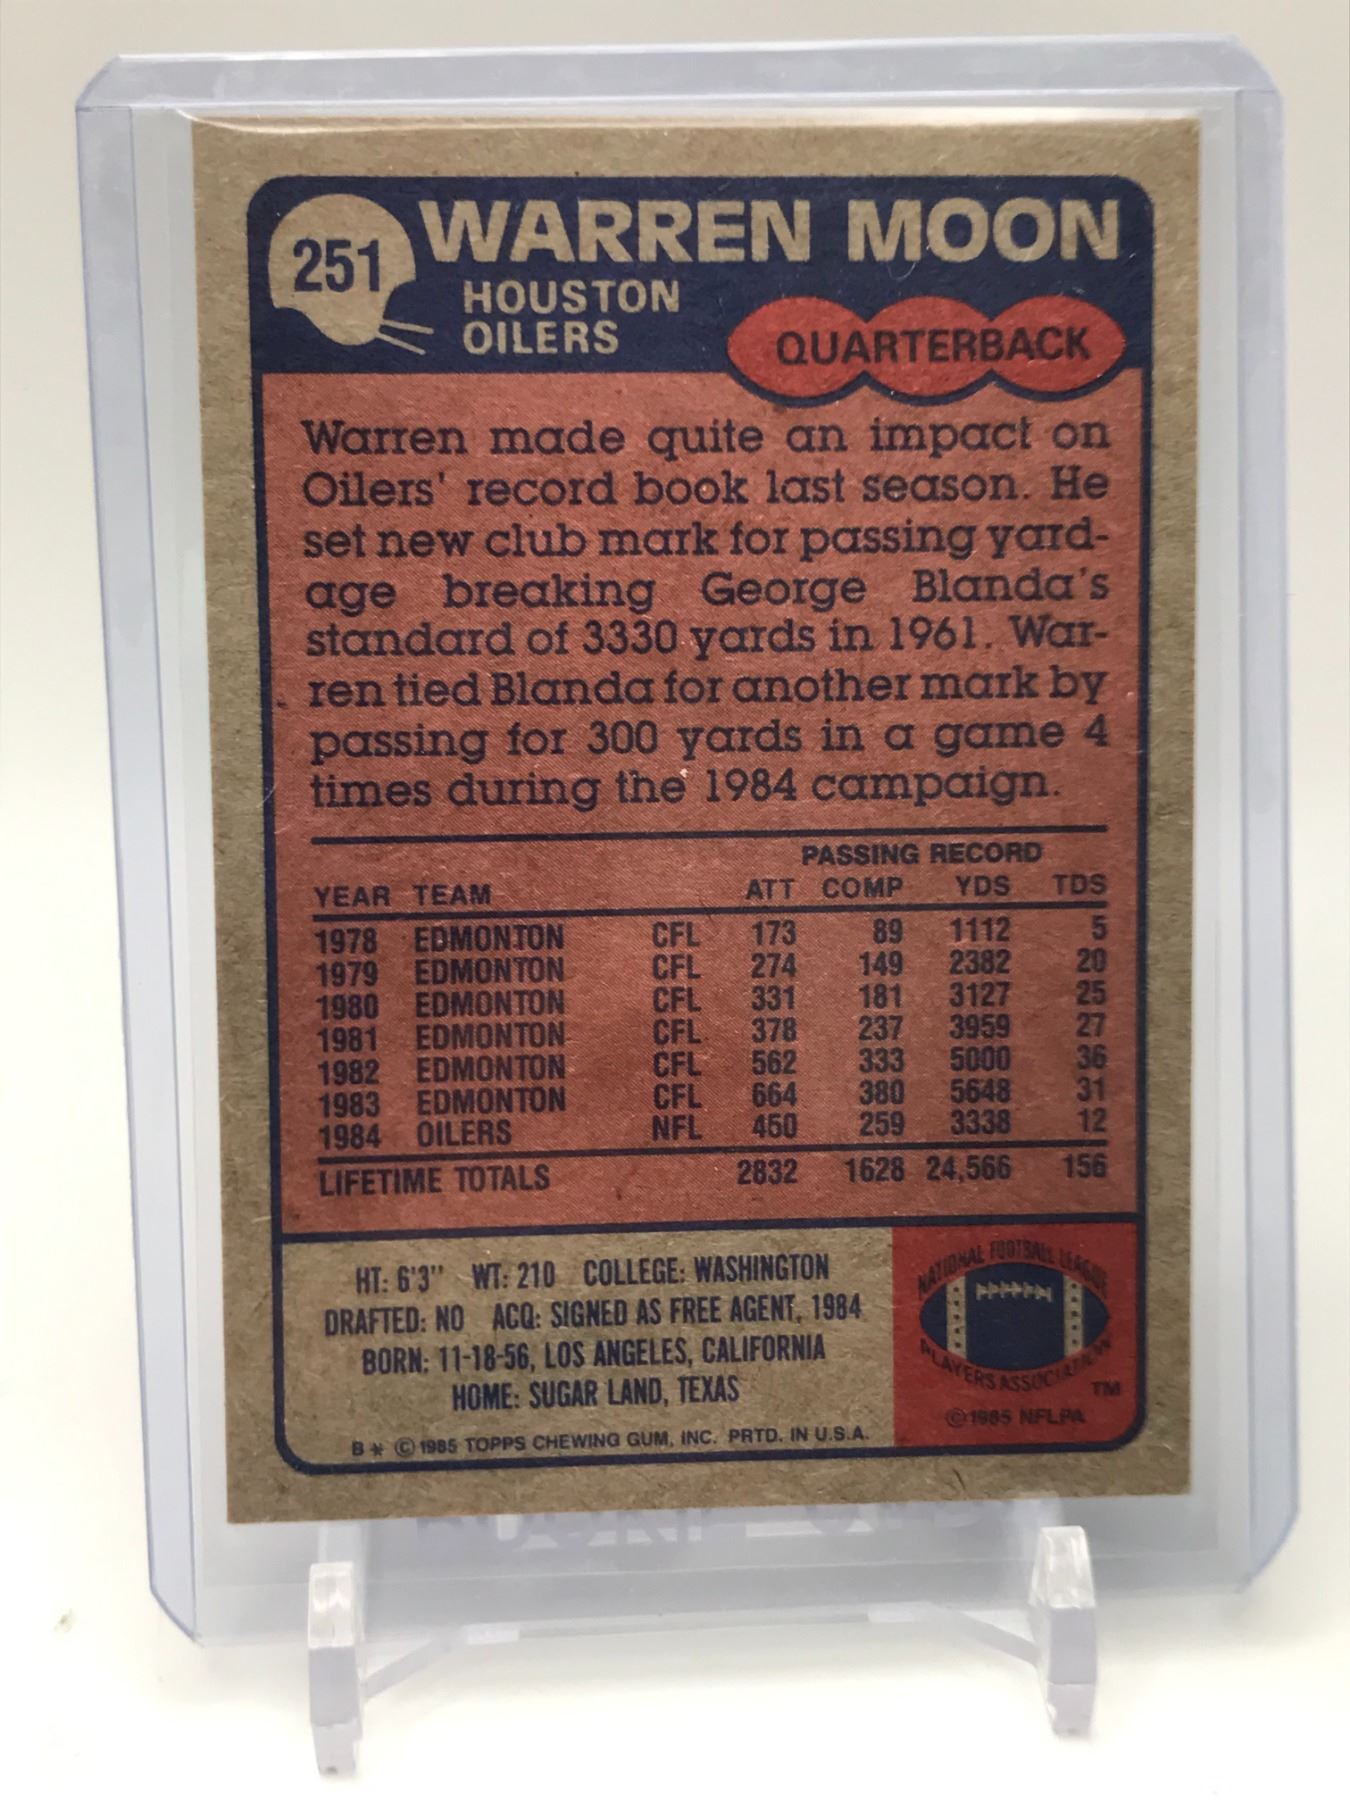 251 WARREN MOON
HOUSTON
OILERS
QUARTERBACK
Warren made quite an impact on
Oilers' record book last season. He
set new club mark for passing yard-
age breaking George Blanda's
standard of 3330 yards in 1961. War-
ren tied Blanda for another mark by
passing for 300 yards in a game 4
times during the 1984 campaign.
PASSING RECORD
YEAR TEAM ATT COMP YDS TDS
1978 EDMONTON CFL 173 89 1112 5
1979 EDMONTON CFL 274 149 2382 20
1980 EDMONTON CFL 331 181 3127 25
1981 EDMONTON CFL 378 237 3959 27
1982 EDMONTON CFL 562 333 5000 36
1983 EDMONTON CFL 664 380 5648 31
1984 OILERS NFL 450 259 3338 12
LIFETIME TOTALS 2832 1628 24,566 156
HT: 6'3" WT: 210 COLLEGE: WASHINGTON
DRAFTED: NO ACQ: SIGNED AS FREE AGENT, 1984
BORN: 11-18-56, LOS ANGELES, CALIFORNIA
HOME: SUGAR LAND, TEXAS
B* © 1985 TOPPS CHEWING GUM, INC. PRTD. IN U.S.A.
NATIONAL FOOTBALL LEAGUE
PLAYERS ASSOCIATION
TM
© 1985 NFLPA